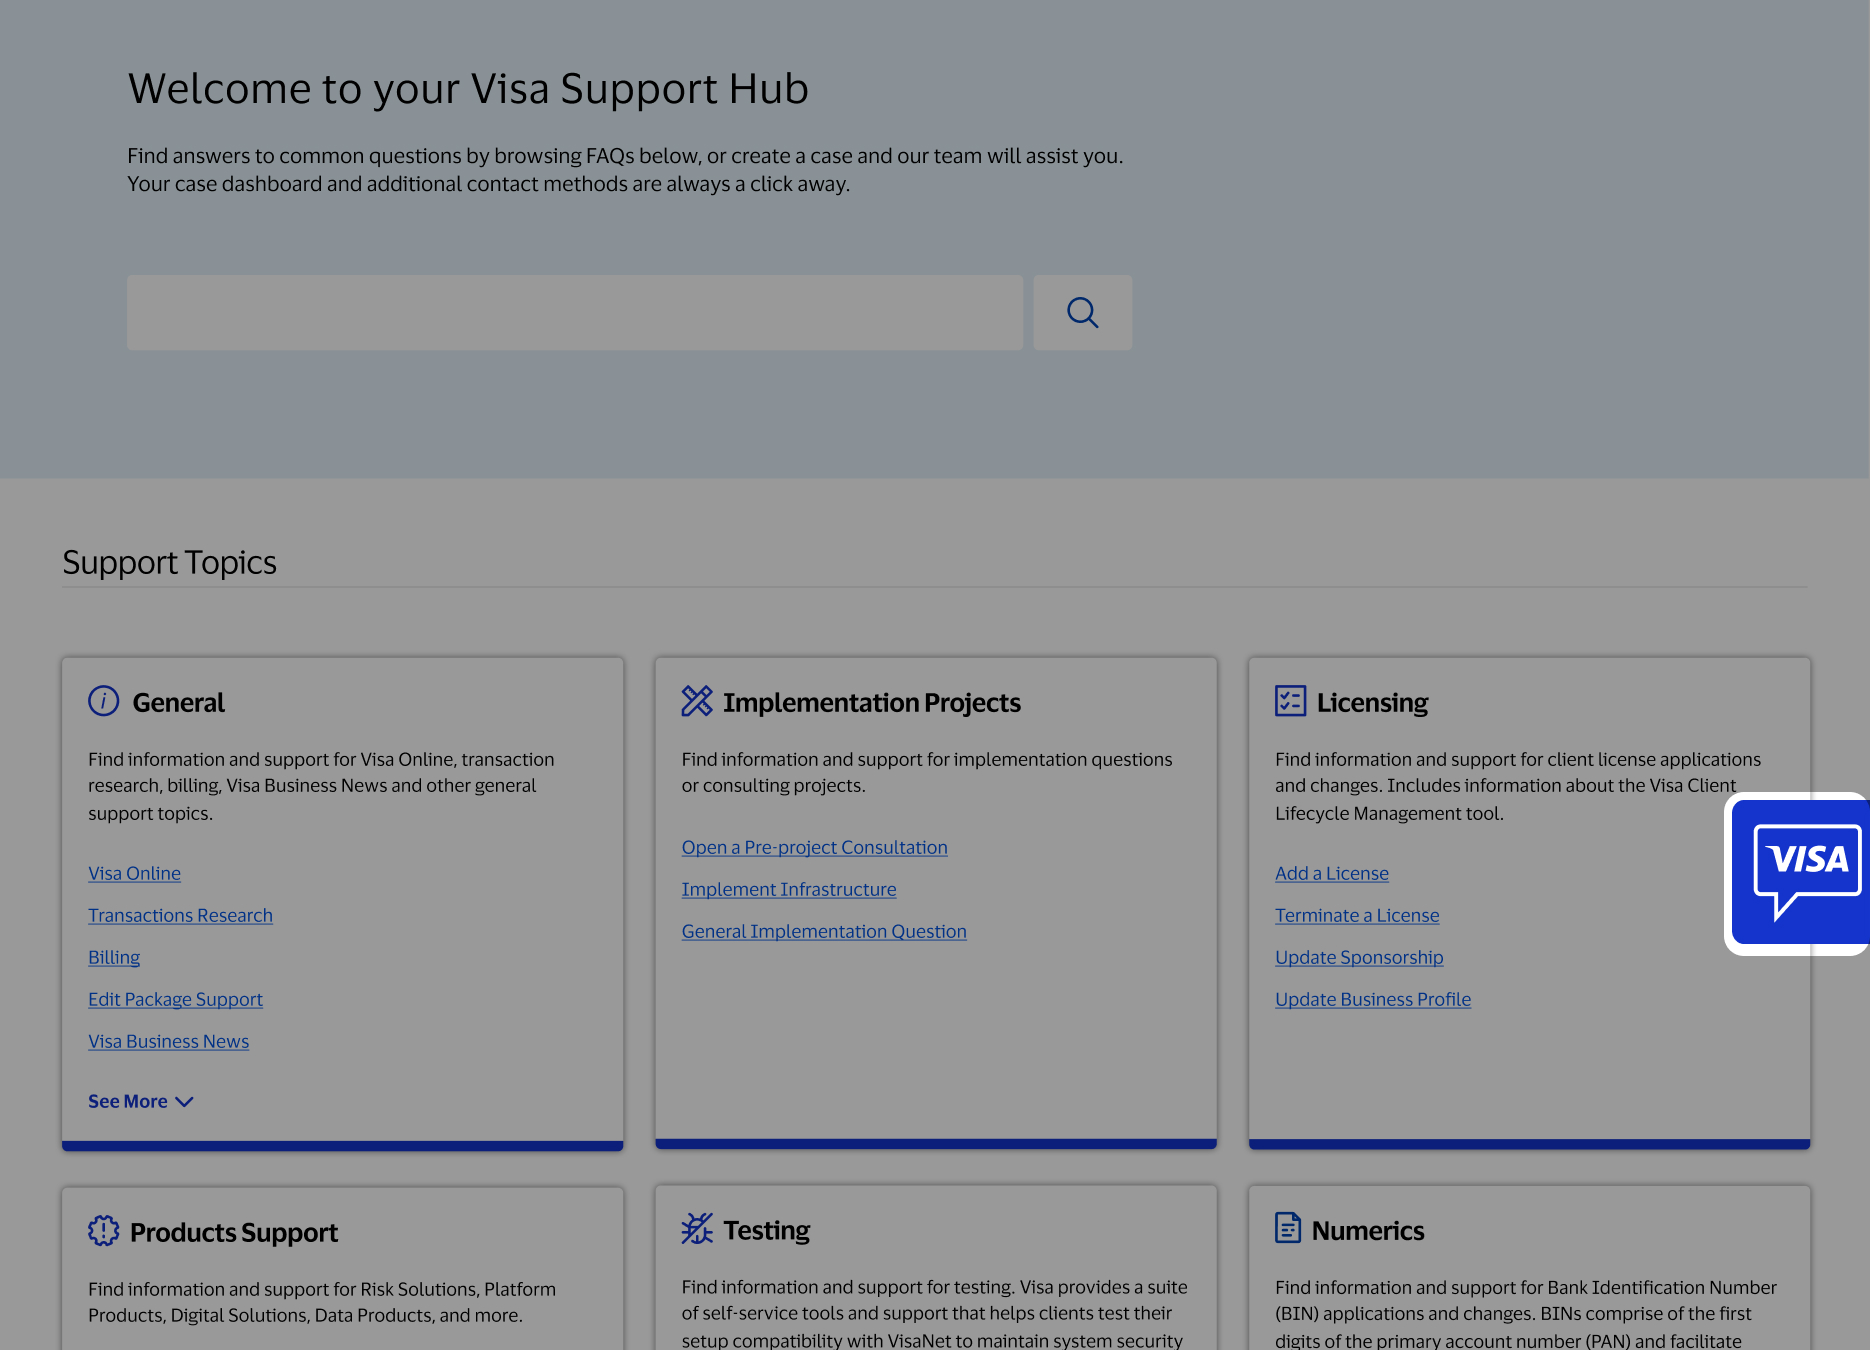 Welcome to your Visa Support Hub
Find answers to common questions by browsing FAQs below, or create a case and our team will assist you.
Your case dashboard and additional contact methods are always a click away.
Support Topics
General
Find information and support for Visa Online, transaction
research, billing, Visa Business News and other general
support topics.
Visa Online
Transactions Research
Billing
Edit Package Support
Visa Business News
See More
Implementation Projects
Find information and support for implementation questions
or consulting projects.
Open a Pre-project Consultation
Implement Infrastructure
General Implementation Question
Licensing
Find information and support for client license applications
and changes. Includes information about the Visa Client
Lifecycle Management tool.
Add a License
Terminate a License
Update Sponsorship
Update Business Profile
VISA
Products Support
Find information and support for Risk Solutions, Platform
Products, Digital Solutions, Data Products, and more.
Testing
Find information and support for testing. Visa provides a suite
of self-service tools and support that helps clients test their
setup compatibility with VisaNet to maintain system security
Numerics
Find information and support for Bank Identification Number
(BIN) applications and changes. BINs comprise of the first
digits of the primary account number (PAN) and facilitate